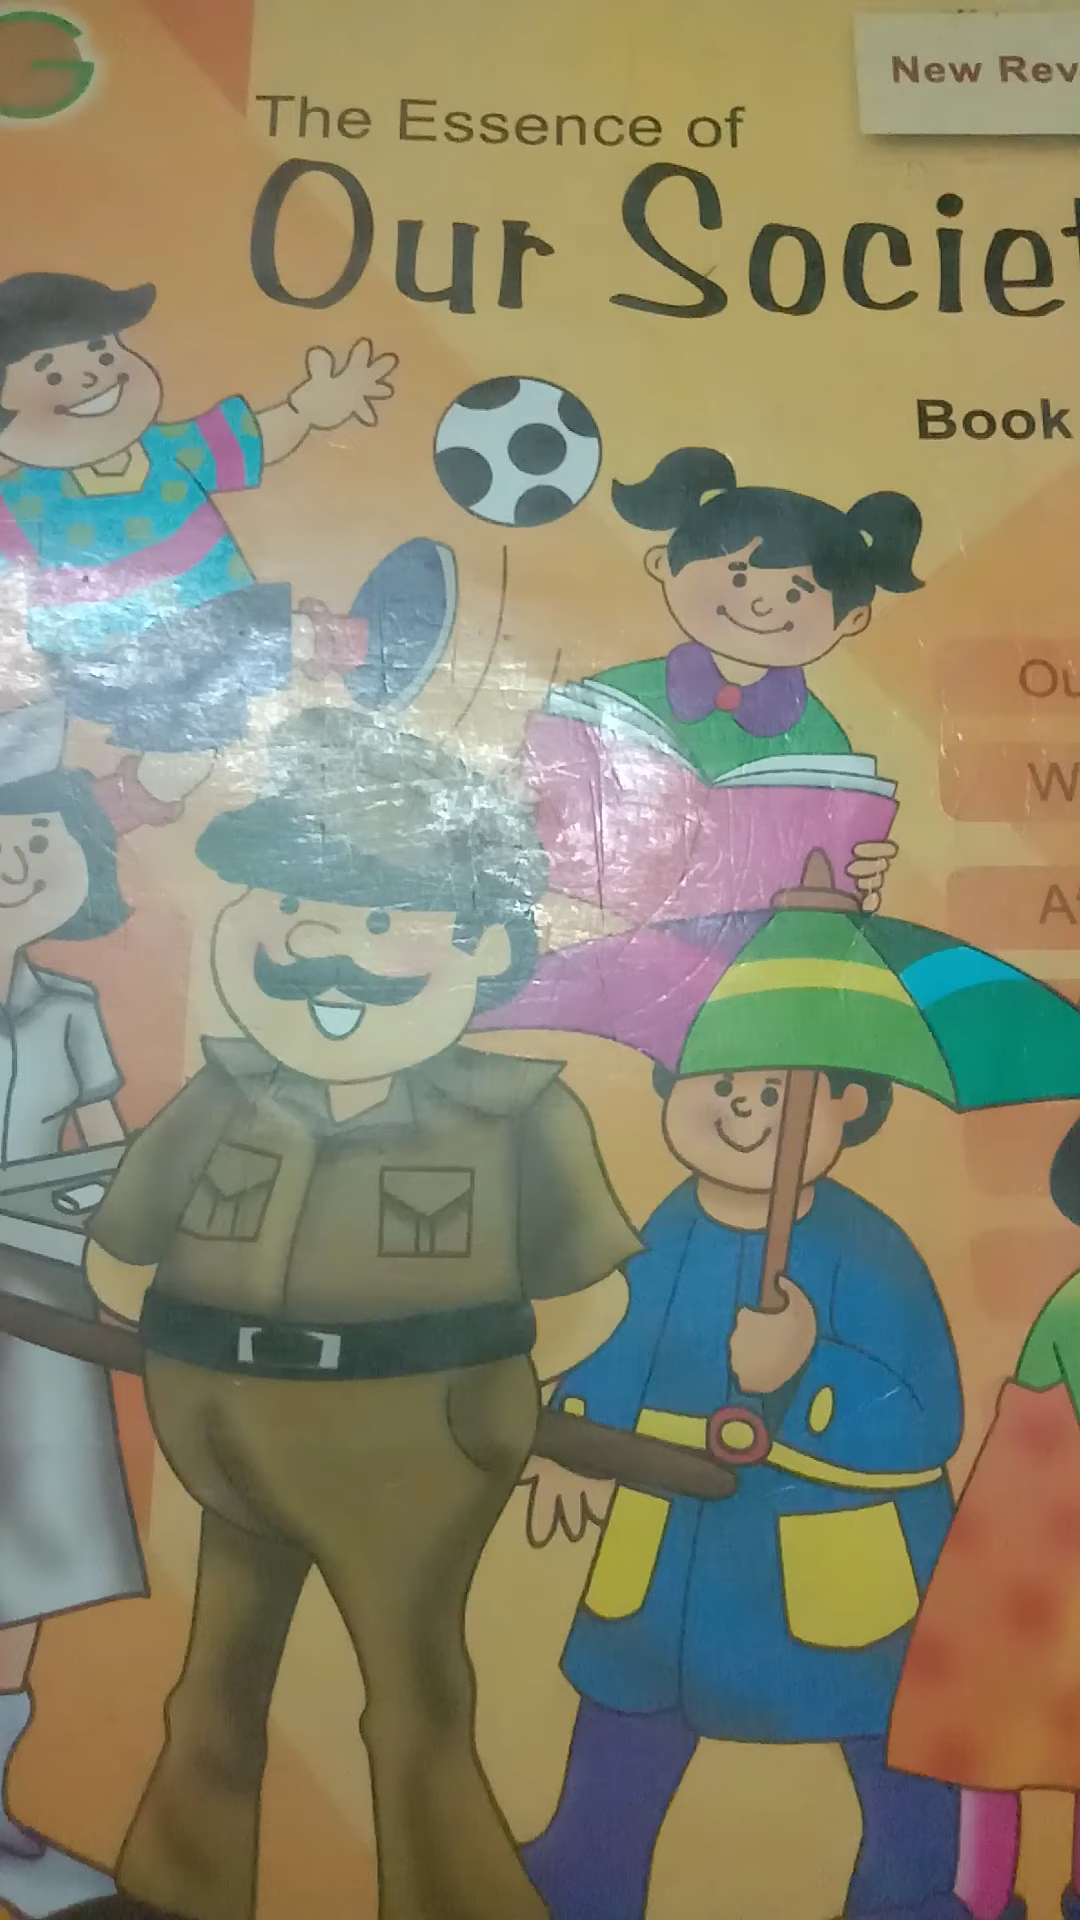 G
New Rev
The Essence of
Our Societ
Book
Ou
W
A